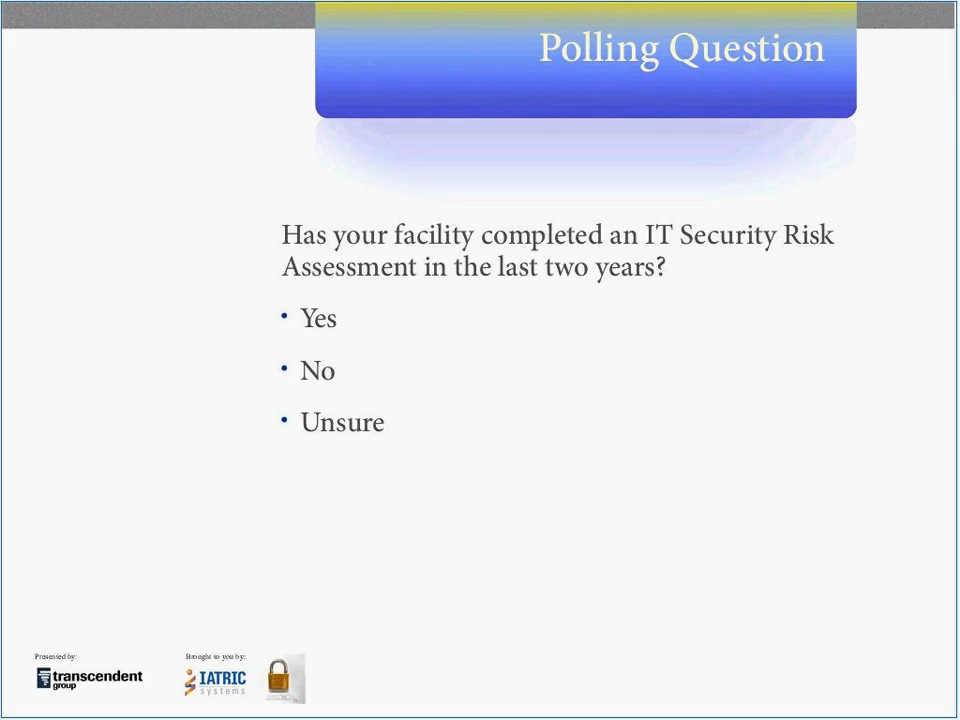 Polling Question
Has your facility completed an IT Security Risk
Assessment in the last two years?
• Yes
• No
• Unsure
Presented by:
transcendent
group
Brought to you by:
IATRIC
systems